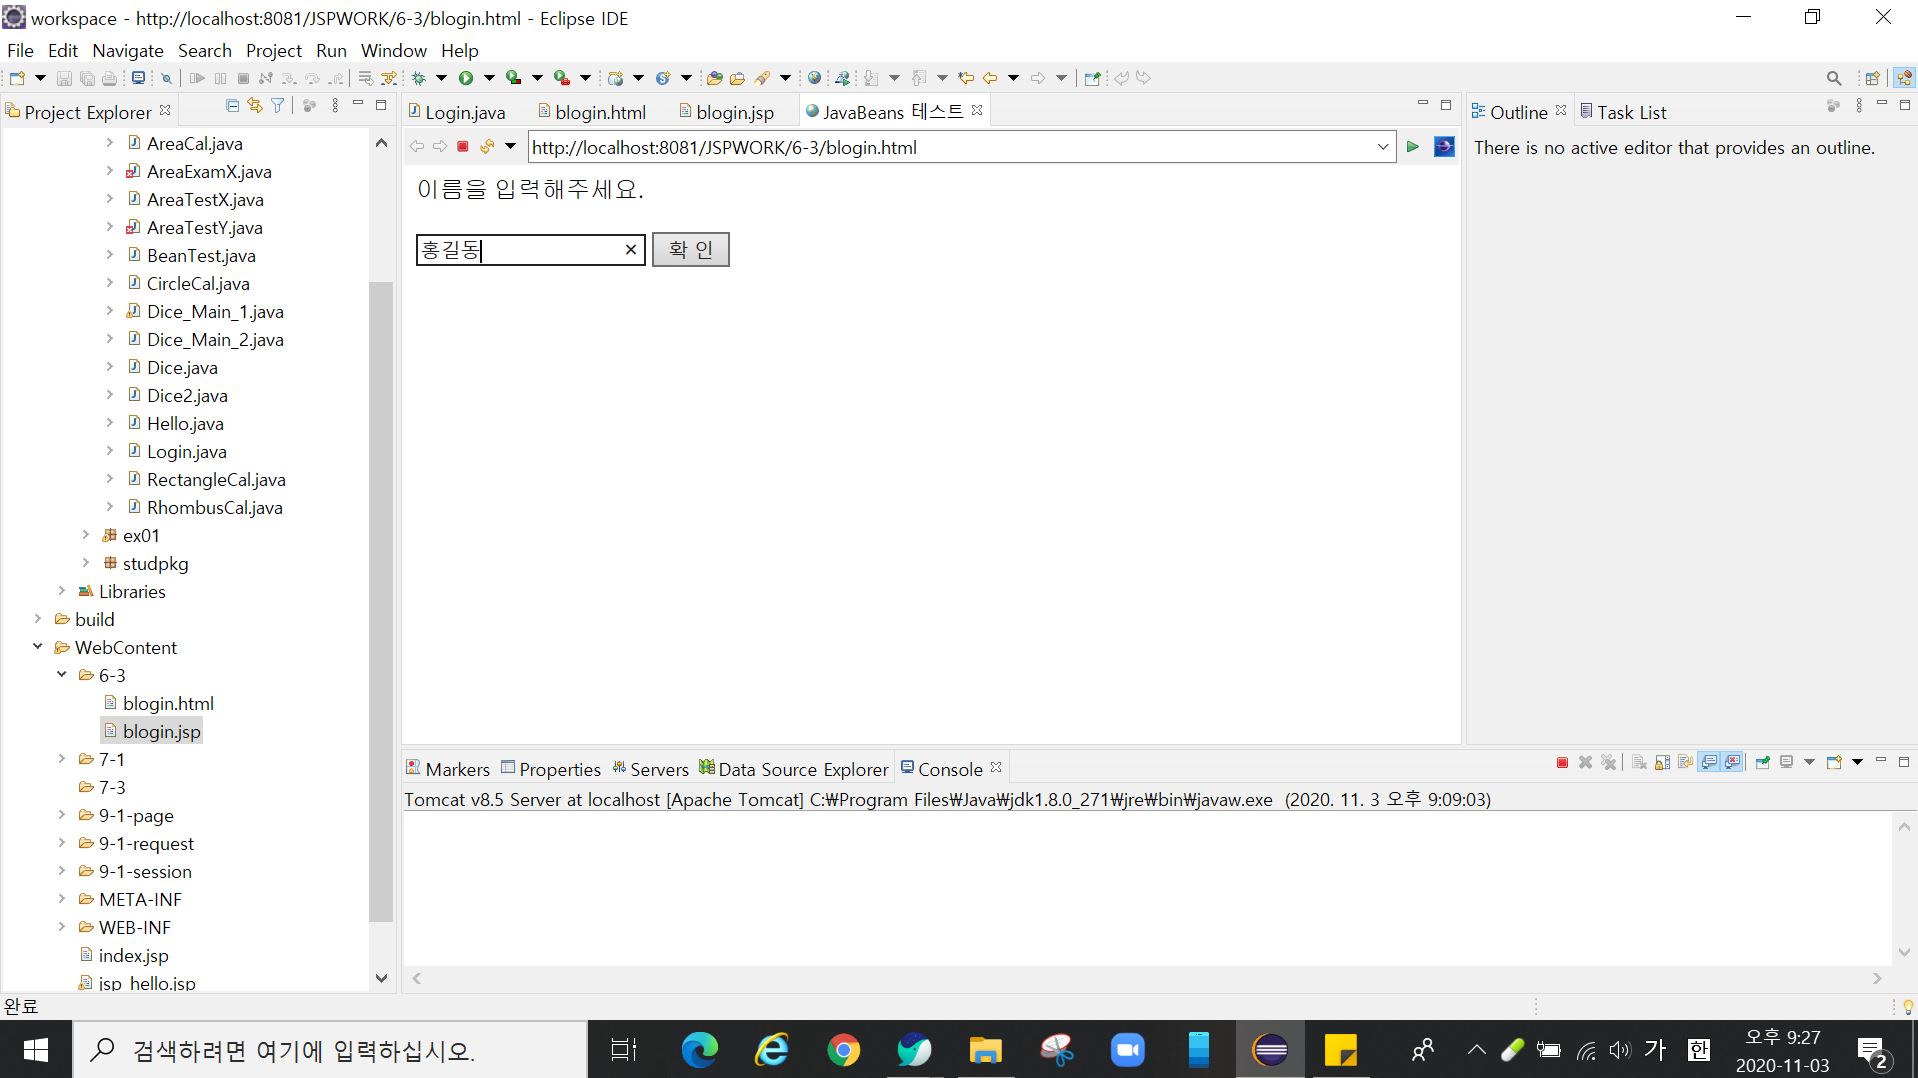 workspace - http://localhost:8081/JSPWORK/6-3/blogin.html - Eclipse IDE
File Edit Navigate Search Project Run Window Help
Project Explorer
AreaCal.java
AreaExamX.java
AreaTestX.java
AreaTestY.java
BeanTest.java
CircleCal.java
Dice_Main_1.java
Dice_Main_2.java
Dice.java
Dice2.java
Hello.java
Login.java
RectangleCal.java
RhombusCal.java
ex01
studpkg
Libraries
build
WebContent
6-3
blogin.html
blogin.jsp
7-1
7-3
9-1-page
9-1-request
9-1-session
META-INF
WEB-INF
index.jsp
jsp_hello.jsp
Login.java blogin.html blogin.jsp JavaBeans 테스트
http://localhost:8081/JSPWORK/6-3/blogin.html
이름을 입력해주세요.
홍길동 확 인
Outline Task List
There is no active editor that provides an outline.
Markers Properties Servers Data Source Explorer Console
Tomcat v8.5 Server at localhost [Apache Tomcat] C:₩Program Files₩Java₩jdk1.8.0_271₩jre₩bin₩javaw.exe (2020. 11. 3 오후 9:09:03)
완료
검색하려면 여기에 입력하십시오.
가 한
오후 9:27
2020-11-03
2